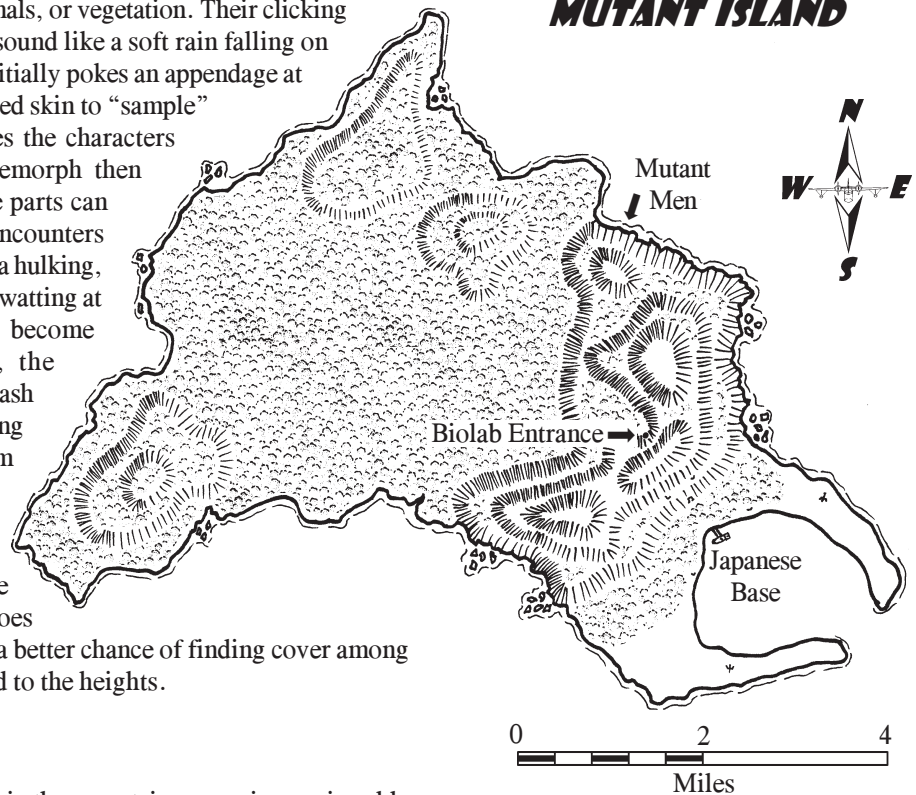 MUTANT ISLAND
nals, or vegetation. Their clicking
sound like a soft rain falling on
itially pokes an appendage at
ed skin to “sample”
es the characters
emorph then
e parts can
ncounters
a hulking,
watting at
become
, the
ash
ng
m
e
oes
a better chance of finding cover among
d to the heights.
N
W E
S
Mutant
Men
Biolab Entrance
Japanese
Base
0 2 4
Miles